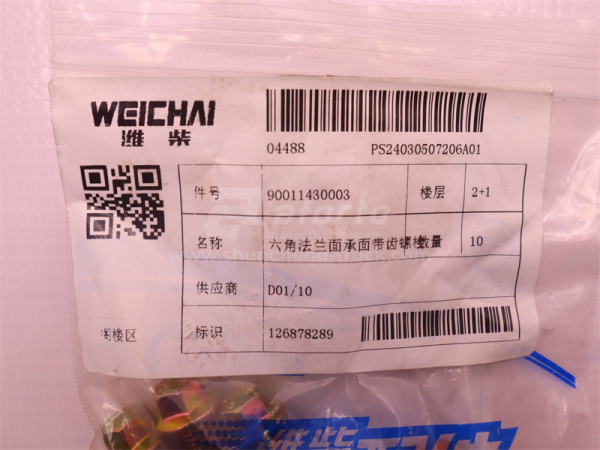 WEICHAI
潍柴
04488 PS24030507206A01
件号 90011430003 楼层 2+1
名称 六角法兰面承面带齿螺栓 数量 10
供应商 D01/10
标识 126878289
阁楼区
潍柴